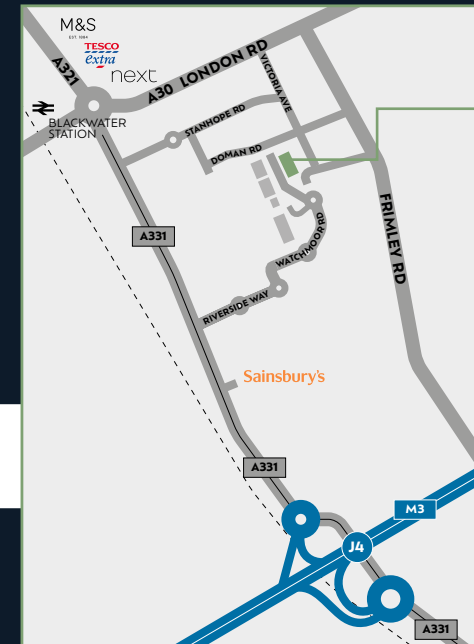 M&S
EST. 1884
TESCO
extra
next
A321
A30 LONDON RD
VICTORIA AVE
BLACKWATER
STATION
STANHOPE RD
DOMAN RD
FRIMLEY RD
A331
WATCHMOOR RD
RIVERSIDE WAY
Sainsbury's
A331
M3
J4
A331